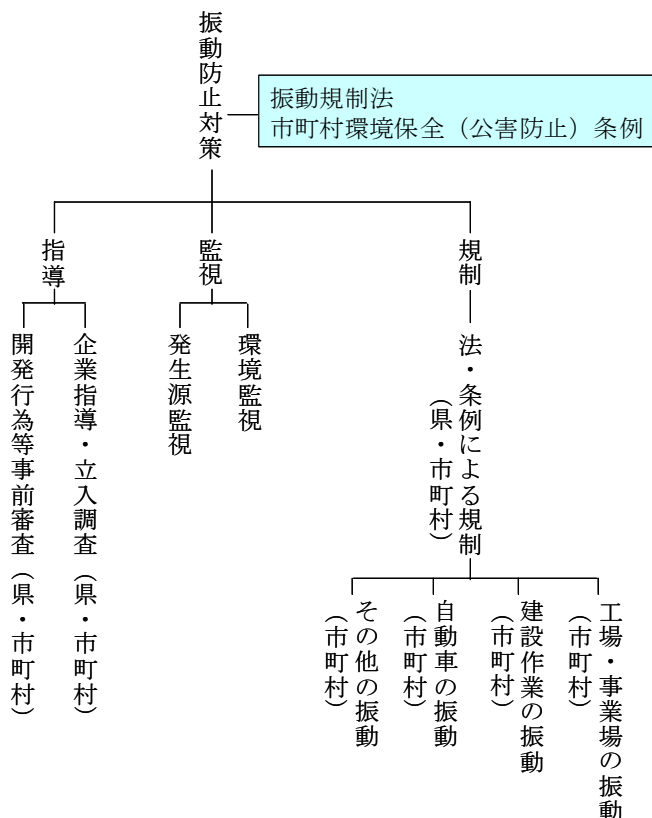 振動防止対策
振動規制法
市町村環境保全（公害防止）条例
規制
監視
指導
法・条例による規制
（県・市町村）
環境監視
発生源監視
企業指導・立入調査（県・市町村）
開発行為等事前審査（県・市町村）
工場・事業場の振動
（市町村）
建設作業の振動
（市町村）
自動車の振動
（市町村）
その他の振動
（市町村）